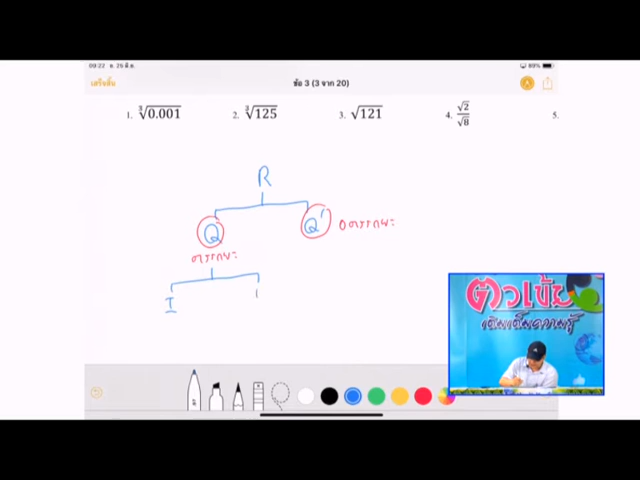 09:22 อ. 25 มี.ค.
89%
เสร็จสิ้น
ข้อ 3 (3 จาก 20)
1. ∛0.001 2. ∛125 3. √121 4. √2/√8 5.
R
Q Q' อตรรกยะ
ตรรกยะ
I
ติวเข้ม
เติมเต็มความรู้